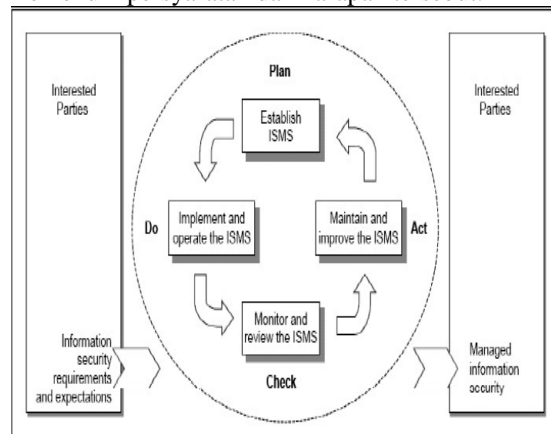 Plan
Interested
Parties
Establish
ISMS
Interested
Parties
Do
Implement and
operate the ISMS
Maintain and
improve the ISMS
Act
Monitor and
review the ISMS
Check
Information
security
requirements
and expectations
Managed
information
security